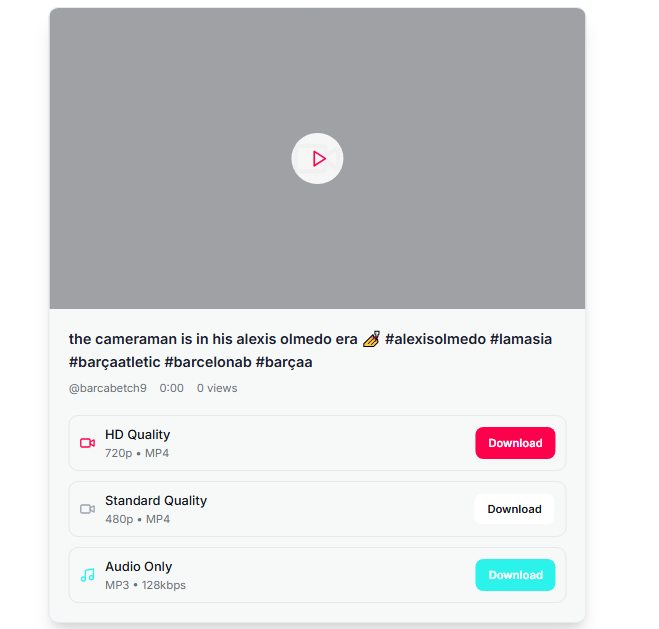 the cameraman is in his alexis olmedo era 💅 #alexisolmedo #lamasia
#barçaatletic #barcelonab #barçaa
@barcabetch9 0:00 0 views
HD Quality
720p • MP4
Download
Standard Quality
480p • MP4
Download
Audio Only
MP3 • 128kbps
Download